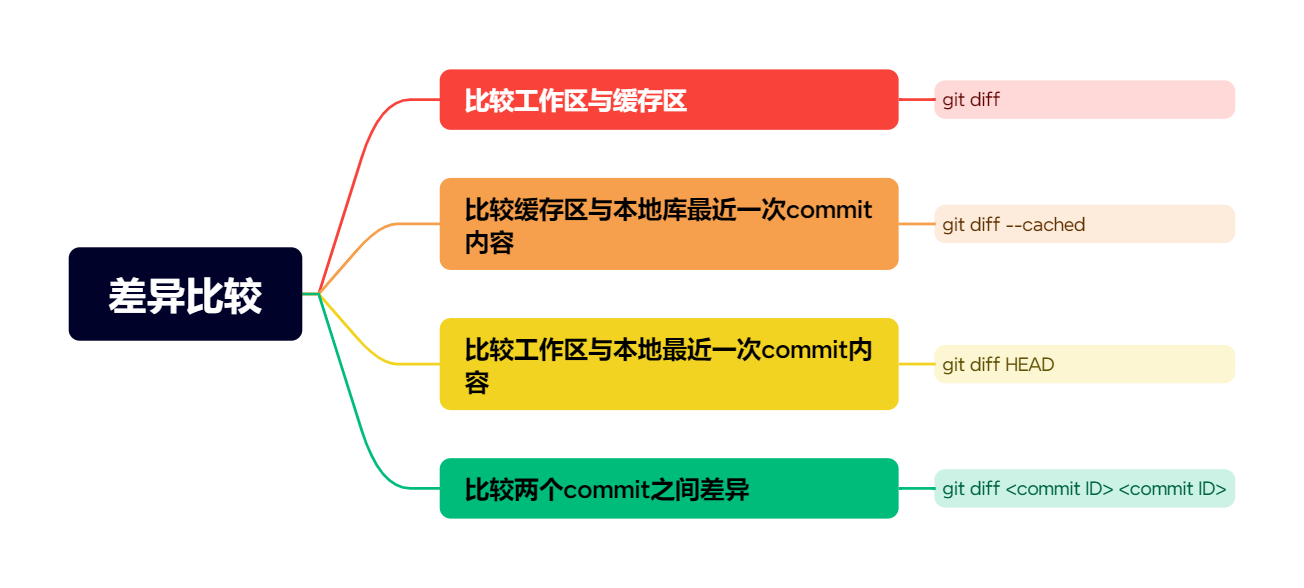 差异比较
比较工作区与缓存区
git diff
比较缓存区与本地库最近一次commit
内容
git diff --cached
比较工作区与本地最近一次commit内
容
git diff HEAD
比较两个commit之间差异
git diff <commit ID> <commit ID>